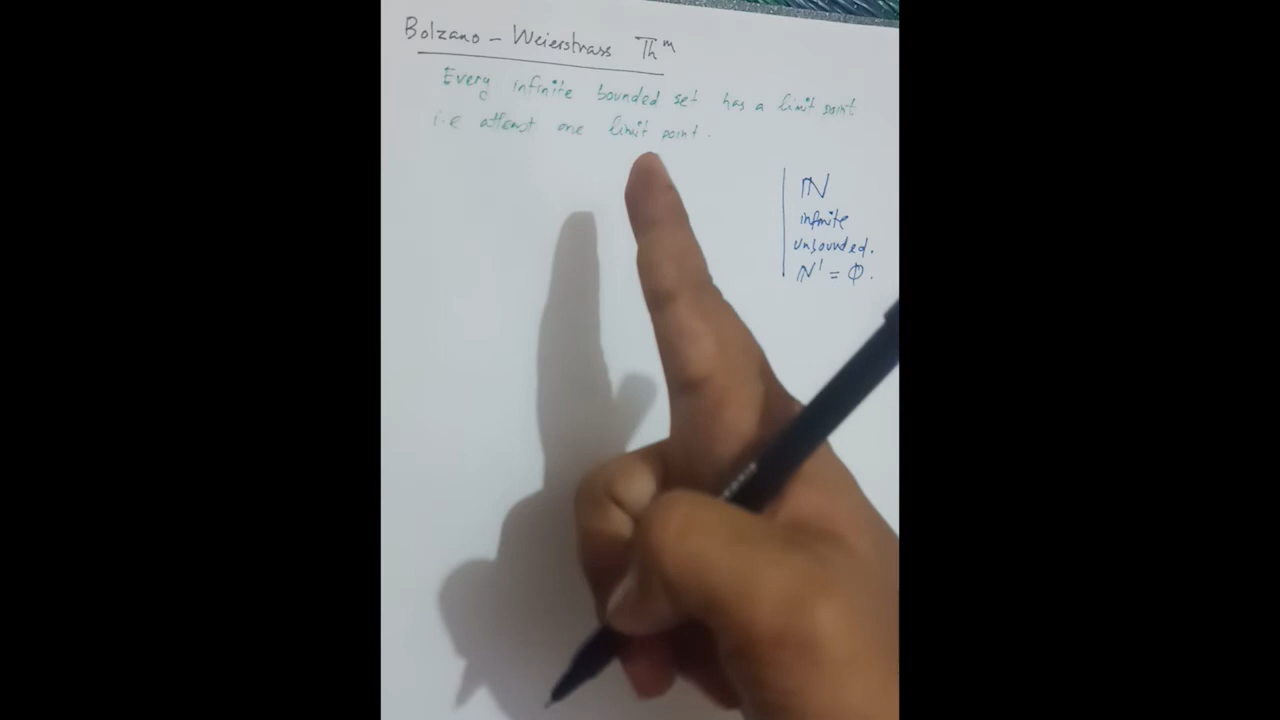 Bolzano - Weierstrass Thᵐ
Every infinite bounded set has a limit point
i.e atleast one limit point.
ℕ
infinite
unbounded.
ℕ' = Φ.